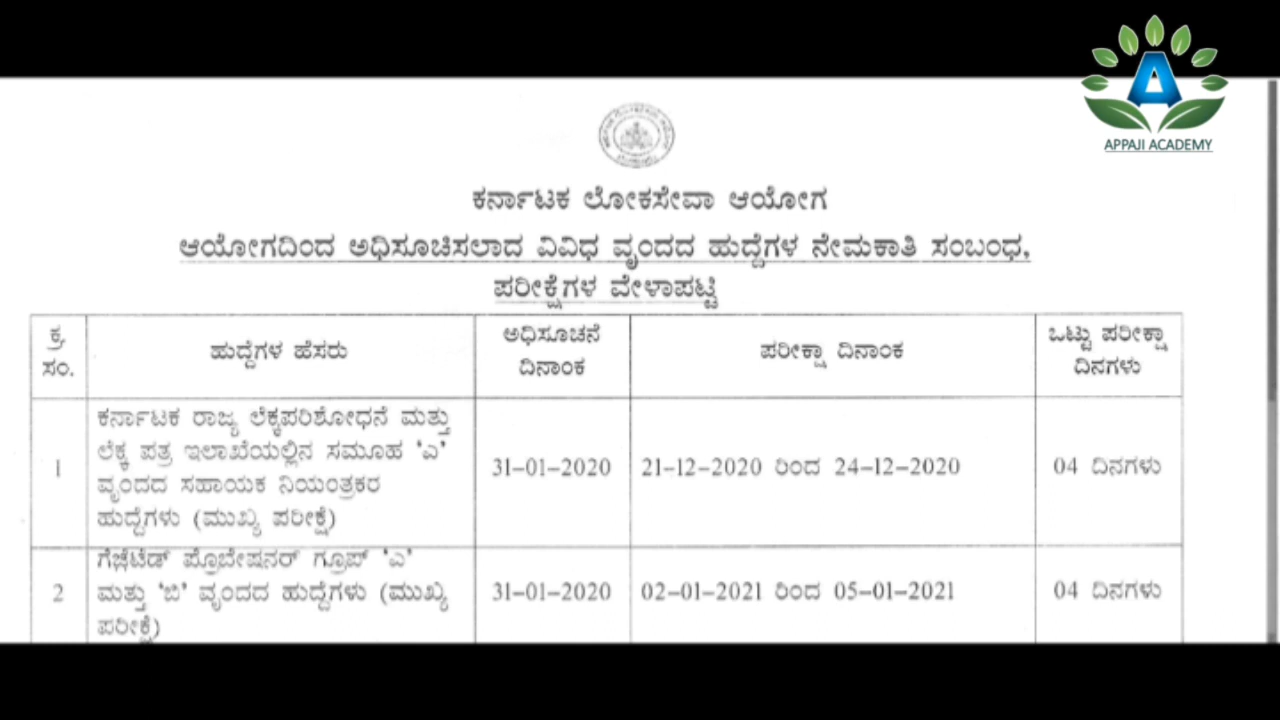 APPAJI ACADEMY
ಕರ್ನಾಟಕ ಲೋಕಸೇವಾ ಆಯೋಗ
ಆಯೋಗದಿಂದ ಅಧಿಸೂಚಿಸಲಾದ ವಿವಿಧ ವೃಂದದ ಹುದ್ದೆಗಳ ನೇಮಕಾತಿ ಸಂಬಂಧ,
ಪರೀಕ್ಷೆಗಳ ವೇಳಾಪಟ್ಟಿ
ಕ್ರ. ಸಂ.
ಹುದ್ದೆಗಳ ಹೆಸರು
ಅಧಿಸೂಚನೆ
ದಿನಾಂಕ
ಪರೀಕ್ಷಾ ದಿನಾಂಕ
ಒಟ್ಟು ಪರೀಕ್ಷಾ
ದಿನಗಳು
1
ಕರ್ನಾಟಕ ರಾಜ್ಯ ಲೆಕ್ಕಪರಿಶೋಧನೆ ಮತ್ತು
ಲೆಕ್ಕ ಪತ್ರ ಇಲಾಖೆಯಲ್ಲಿನ ಸಮೂಹ 'ಎ'
ವೃಂದದ ಸಹಾಯಕ ನಿಯಂತ್ರಕರ
ಹುದ್ದೆಗಳು (ಮುಖ್ಯ ಪರೀಕ್ಷೆ)
31-01-2020
21-12-2020 ರಿಂದ 24-12-2020
04 ದಿನಗಳು
2
ಗೆಜ್ಜೆಟೆಡ್ ಪ್ರೊಬೇಷನರ್ ಗ್ರೂಪ್ 'ಎ'
ಮತ್ತು 'ಬಿ' ವೃಂದದ ಹುದ್ದೆಗಳು (ಮುಖ್ಯ
ಪರೀಕ್ಷೆ)
31-01-2020
02-01-2021 ರಿಂದ 05-01-2021
04 ದಿನಗಳು